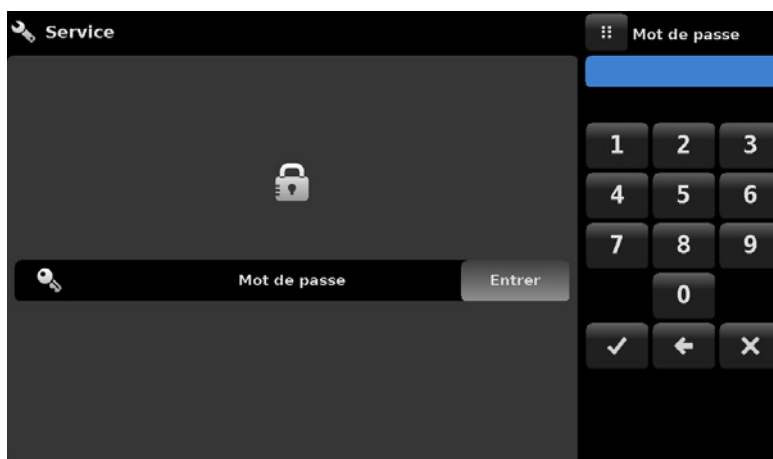 Service
Mot de passe
1 2 3
4 5 6
7 8 9
Mot de passe Entrer
0